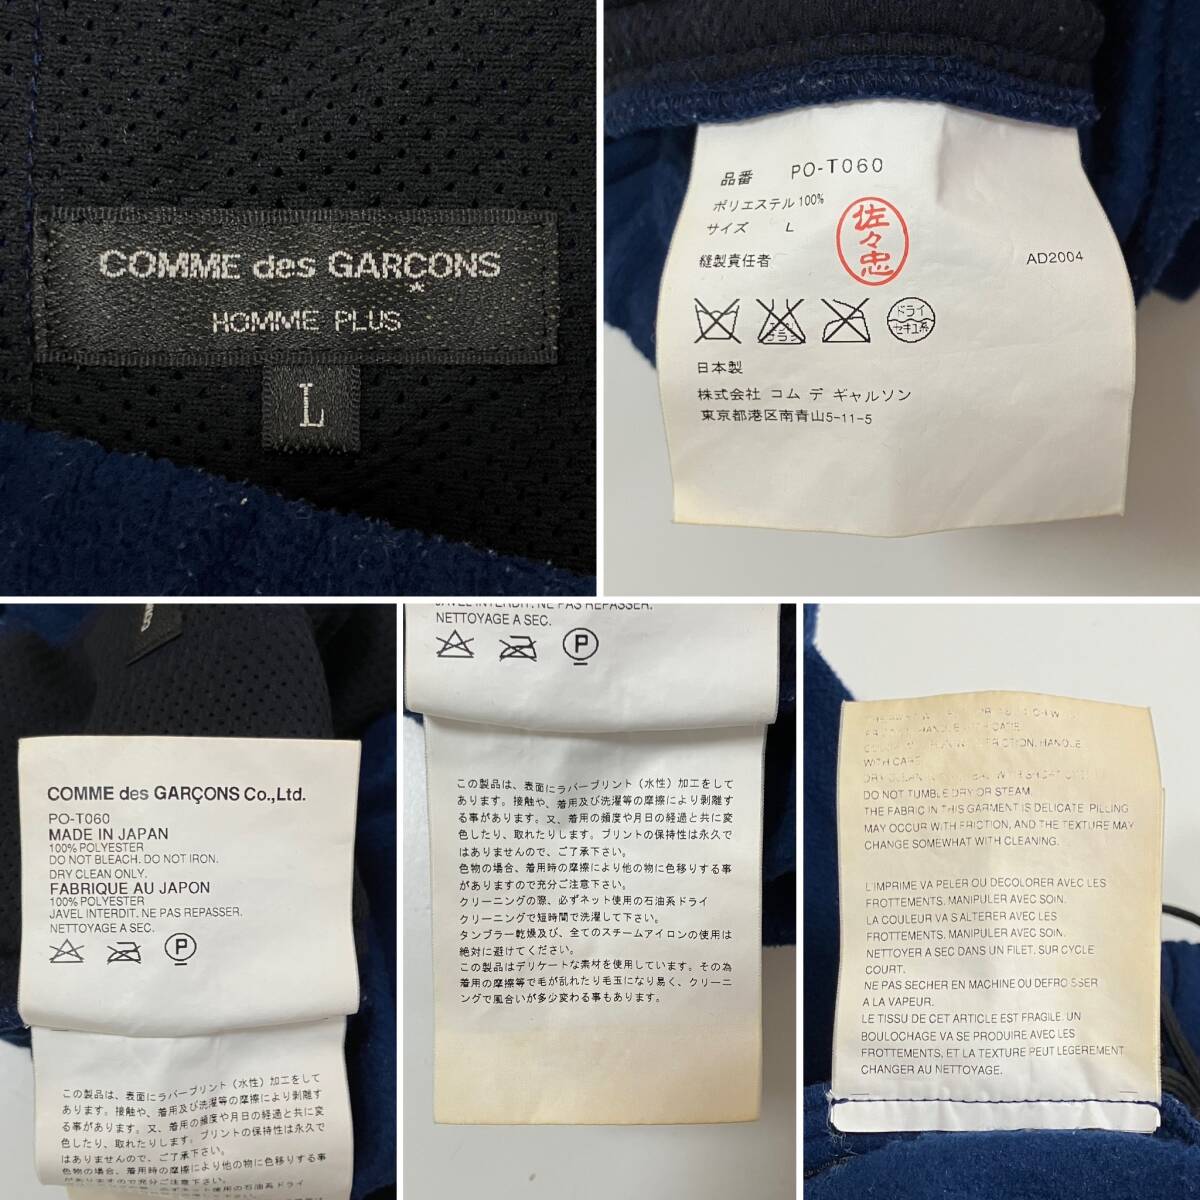 COMME des GARÇONS
*
HOMME PLUS
L
品番 PO-T060
ポリエステル 100%
サイズ L
縫製責任者
佐々忠
AD2004
ドライ
セキユ系
日本製
株式会社 コム デ ギャルソン
東京都港区南青山5-11-5
COMME des GARÇONS Co.,Ltd.
PO-T060
MADE IN JAPAN
100% POLYESTER
DO NOT BLEACH. DO NOT IRON.
DRY CLEAN ONLY.
FABRIQUE AU JAPON
100% POLYESTER
JAVEL INTERDIT. NE PAS REPASSER.
NETTOYAGE A SEC.
P
この製品は、表面にラバープリント（水性）加工をして
あります。接触や、着用及び洗濯等の摩擦により剥離す
る事があります。又、着用の頻度や月日の経過と共に変
色したり、取れたりします。プリントの保持性は永久で
はありませんので、ご了承下さい。
色物の場合、着用時の摩擦により他の物に色移りする事
がありますので充分ご注意下さい。
JAVEL INTERDIT. NE PAS REPASSER.
NETTOYAGE A SEC.
P
この製品は、表面にラバープリント（水性）加工をして
あります。接触や、着用及び洗濯等の摩擦により剥離す
る事があります。又、着用の頻度や月日の経過と共に変
色したり、取れたりします。プリントの保持性は永久で
はありませんので、ご了承下さい。
色物の場合、着用時の摩擦により他の物に色移りする事
がありますので充分ご注意下さい。
クリーニングの際、必ずネット使用の石油系ドライ
クリーニングで短時間で洗濯して下さい。
タンブラー乾燥及び、全てのスチームアイロンの使用は
絶対に避けてください。
この製品はデリケートな素材を使用しています。その為
着用の摩擦等で毛が乱れたり毛玉になり易く、クリーニ
ングで風合いが多少変わる事もあります。
FRICTION, HANDLE
WITH CARE.
DO NOT TUMBLE DRY OR STEAM.
THE FABRIC IN THIS GARMENT IS DELICATE. PILLING
MAY OCCUR WITH FRICTION, AND THE TEXTURE MAY
CHANGE SOMEWHAT WITH CLEANING.
L'IMPRIME VA PELER OU DECOLORER AVEC LES
FROTTEMENTS. MANIPULER AVEC SOIN.
LA COULEUR VA S'ALTERER AVEC LES
FROTTEMENTS. MANIPULER AVEC SOIN.
NETTOYER A SEC DANS UN FILET, SUR CYCLE
COURT.
NE PAS SECHER EN MACHINE OU DEFROISSER
A LA VAPEUR.
LE TISSU DE CET ARTICLE EST FRAGILE. UN
BOULOCHAGE VA SE PRODUIRE AVEC LES
FROTTEMENTS, ET LA TEXTURE PEUT LEGEREMENT
CHANGER AU NETTOYAGE.